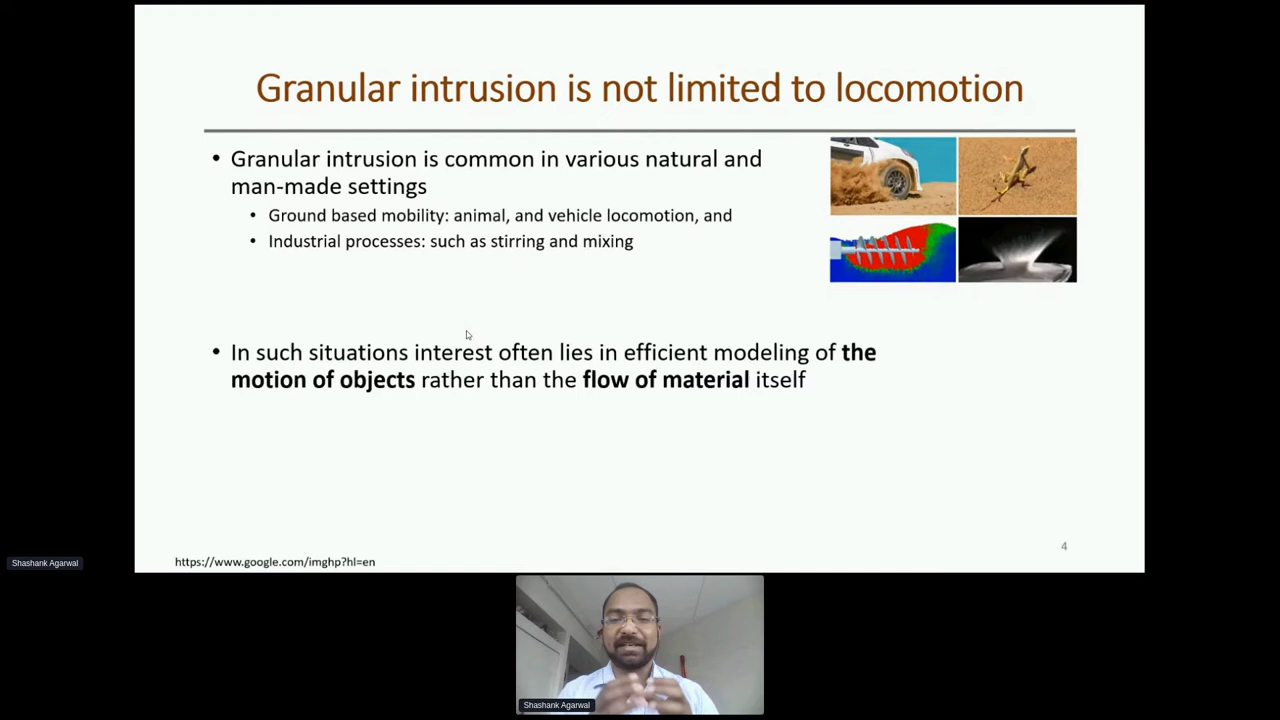 Granular intrusion is not limited to locomotion
• Granular intrusion is common in various natural and
man-made settings
• Ground based mobility: animal, and vehicle locomotion, and
• Industrial processes: such as stirring and mixing
• In such situations interest often lies in efficient modeling of the
motion of objects rather than the flow of material itself
4
https://www.google.com/imghp?hl=en
Shashank Agarwal
Shashank Agarwal